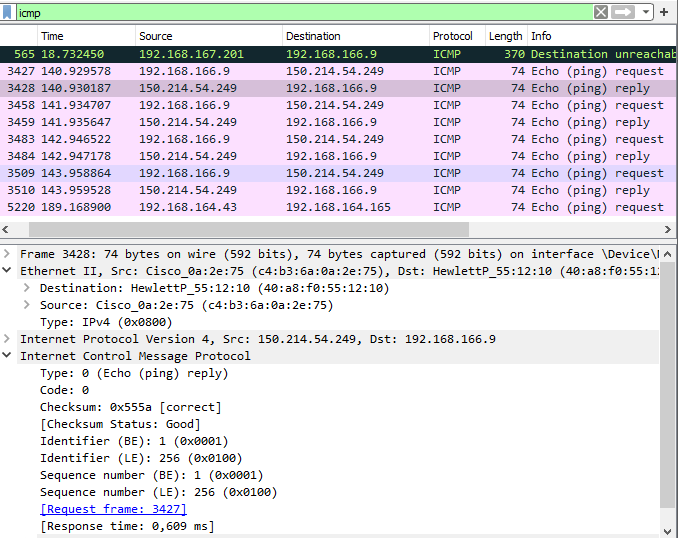 icmp
Time Source Destination Protocol Length Info
565 18.732450 192.168.167.201 192.168.166.9 ICMP 370 Destination unreachab
3427 140.929578 192.168.166.9 150.214.54.249 ICMP 74 Echo (ping) request
3428 140.930187 150.214.54.249 192.168.166.9 ICMP 74 Echo (ping) reply
3458 141.934707 192.168.166.9 150.214.54.249 ICMP 74 Echo (ping) request
3459 141.935647 150.214.54.249 192.168.166.9 ICMP 74 Echo (ping) reply
3483 142.946522 192.168.166.9 150.214.54.249 ICMP 74 Echo (ping) request
3484 142.947178 150.214.54.249 192.168.166.9 ICMP 74 Echo (ping) reply
3509 143.958864 192.168.166.9 150.214.54.249 ICMP 74 Echo (ping) request
3510 143.959528 150.214.54.249 192.168.166.9 ICMP 74 Echo (ping) reply
5220 189.168900 192.168.164.43 192.168.164.165 ICMP 74 Echo (ping) request
Frame 3428: 74 bytes on wire (592 bits), 74 bytes captured (592 bits) on interface \Device\
Ethernet II, Src: Cisco_0a:2e:75 (c4:b3:6a:0a:2e:75), Dst: HewlettP_55:12:10 (40:a8:f0:55:12
Destination: HewlettP_55:12:10 (40:a8:f0:55:12:10)
Source: Cisco_0a:2e:75 (c4:b3:6a:0a:2e:75)
Type: IPv4 (0x0800)
Internet Protocol Version 4, Src: 150.214.54.249, Dst: 192.168.166.9
Internet Control Message Protocol
Type: 0 (Echo (ping) reply)
Code: 0
Checksum: 0x555a [correct]
[Checksum Status: Good]
Identifier (BE): 1 (0x0001)
Identifier (LE): 256 (0x0100)
Sequence number (BE): 1 (0x0001)
Sequence number (LE): 256 (0x0100)
[Request frame: 3427]
[Response time: 0,609 ms]